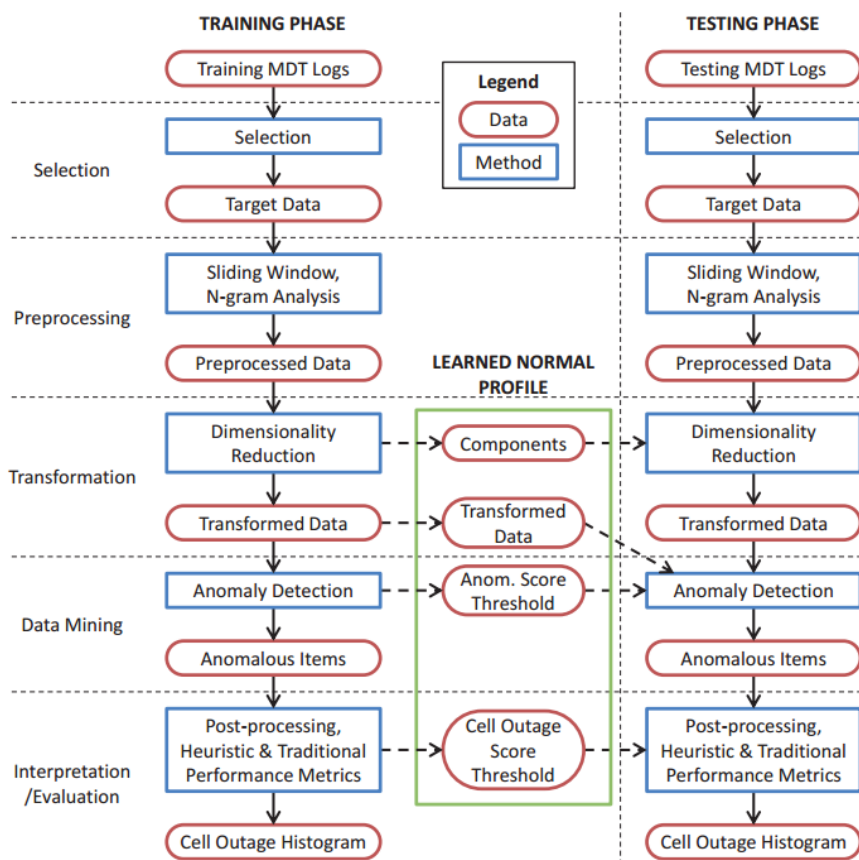 TRAINING PHASE
TESTING PHASE
Training MDT Logs
Legend
Data
Method
Testing MDT Logs
Selection
Selection
Target Data
Selection
Target Data
Preprocessing
Sliding Window,
N-gram Analysis
Preprocessed Data
Sliding Window,
N-gram Analysis
Preprocessed Data
LEARNED NORMAL
PROFILE
Transformation
Dimensionality
Reduction
Components
Dimensionality
Reduction
Transformed Data
Transformed
Data
Transformed Data
Data Mining
Anomaly Detection
Anom. Score
Threshold
Anomaly Detection
Anomalous Items
Anomalous Items
Interpretation
/Evaluation
Post-processing,
Heuristic & Traditional
Performance Metrics
Cell Outage
Score
Threshold
Post-processing,
Heuristic & Traditional
Performance Metrics
Cell Outage Histogram
Cell Outage Histogram